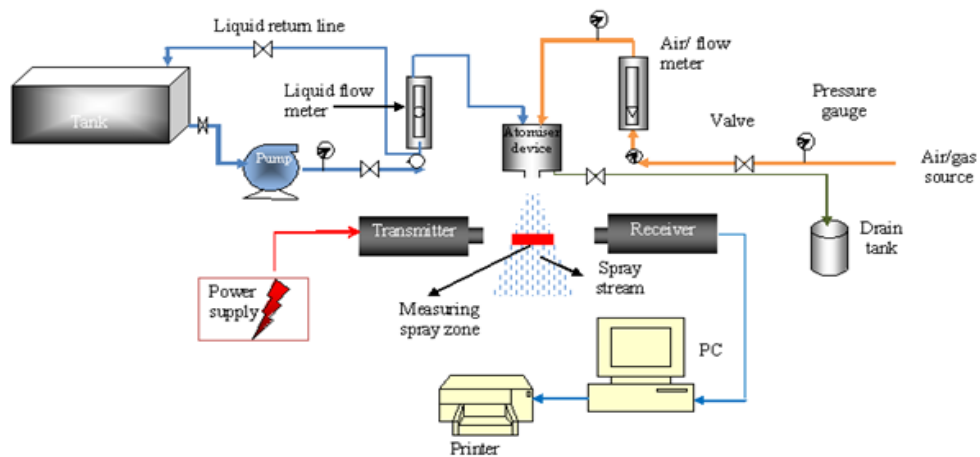 Liquid return line
Air/ flow
meter
Liquid flow
meter
Pressure
gauge
Tank
Valve
Atomiser
device
Pump
Air/gas
source
Transmitter
Receiver
Drain
tank
Power
supply
Spray
stream
Measuring
spray zone
PC
Printer